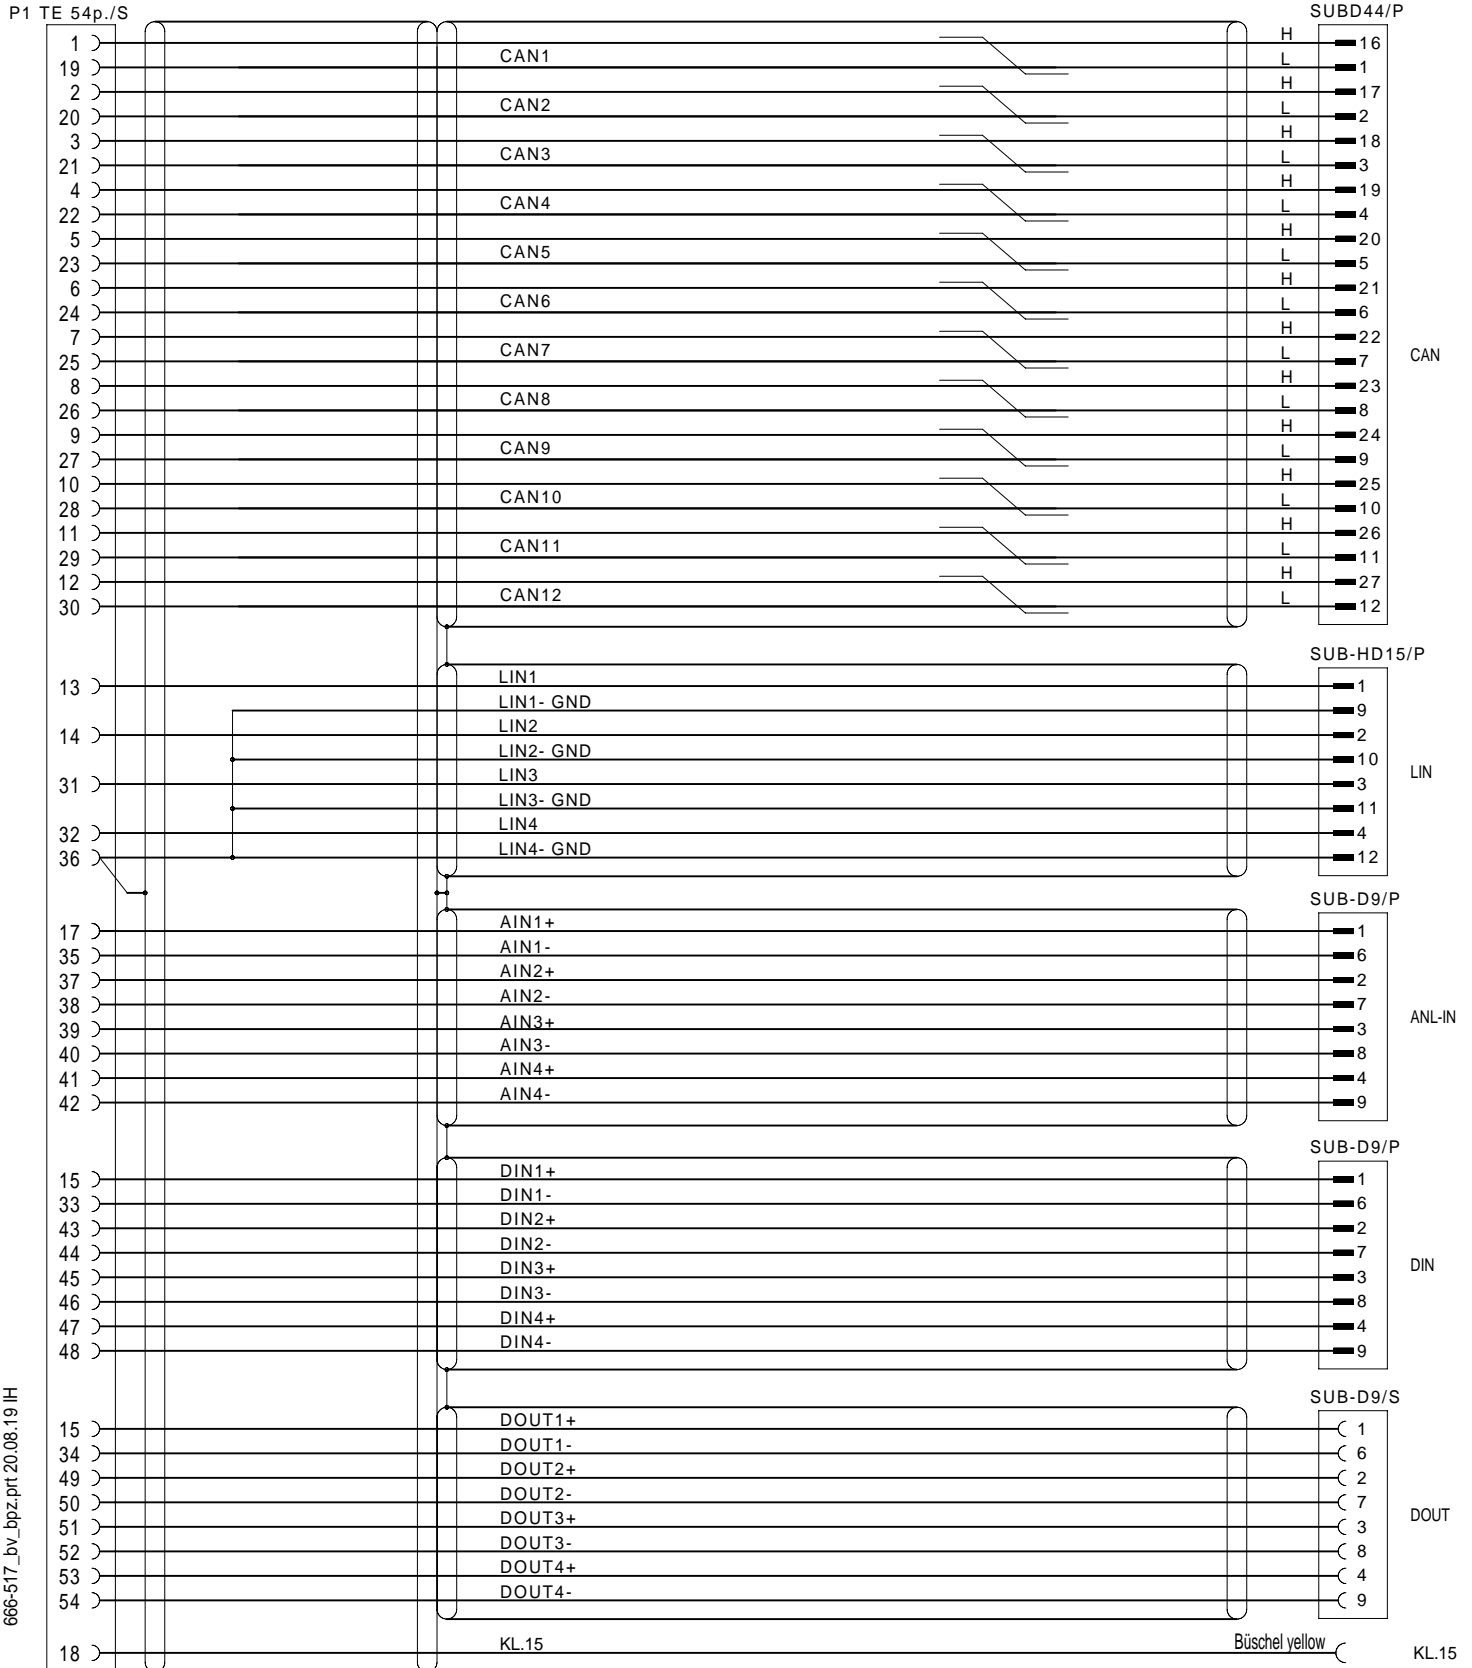 P1 TE 54p./S SUBD44/P
1 H 16
CAN1
19 L 1
2 H 17
CAN2
20 L 2
3 H 18
CAN3
21 L 3
4 H 19
CAN4
22 L 4
5 H 20
CAN5
23 L 5
6 H 21
CAN6
24 L 6
7 H 22
CAN7 CAN
25 L 7
8 H 23
CAN8
26 L 8
9 H 24
CAN9
27 L 9
10 H 25
CAN10
28 L 10
11 H 26
CAN11
29 L 11
12 H 27
CAN12
30 L 12
SUB-HD15/P
13 LIN1 1
LIN1- GND 9
14 LIN2 2
LIN2- GND 10
LIN
31 LIN3 3
LIN3- GND 11
32 LIN4 4
36 LIN4- GND 12
SUB-D9/P
17 AIN1+ 1
35 AIN1- 6
37 AIN2+ 2
38 AIN2- 7
ANL-IN
39 AIN3+ 3
40 AIN3- 8
41 AIN4+ 4
42 AIN4- 9
SUB-D9/P
15 DIN1+ 1
33 DIN1- 6
43 DIN2+ 2
44 DIN2- 7
DIN
45 DIN3+ 3
46 DIN3- 8
47 DIN4+ 4
48 DIN4- 9
SUB-D9/S
15 DOUT1+ 1
34 DOUT1- 6
49 DOUT2+ 2
50 DOUT2- 7
DOUT
51 DOUT3+ 3
52 DOUT3- 8
53 DOUT4+ 4
54 DOUT4- 9
18 KL.15 Büschel yellow KL.15
666-517_bv_bpz.prt 20.08.19 IH